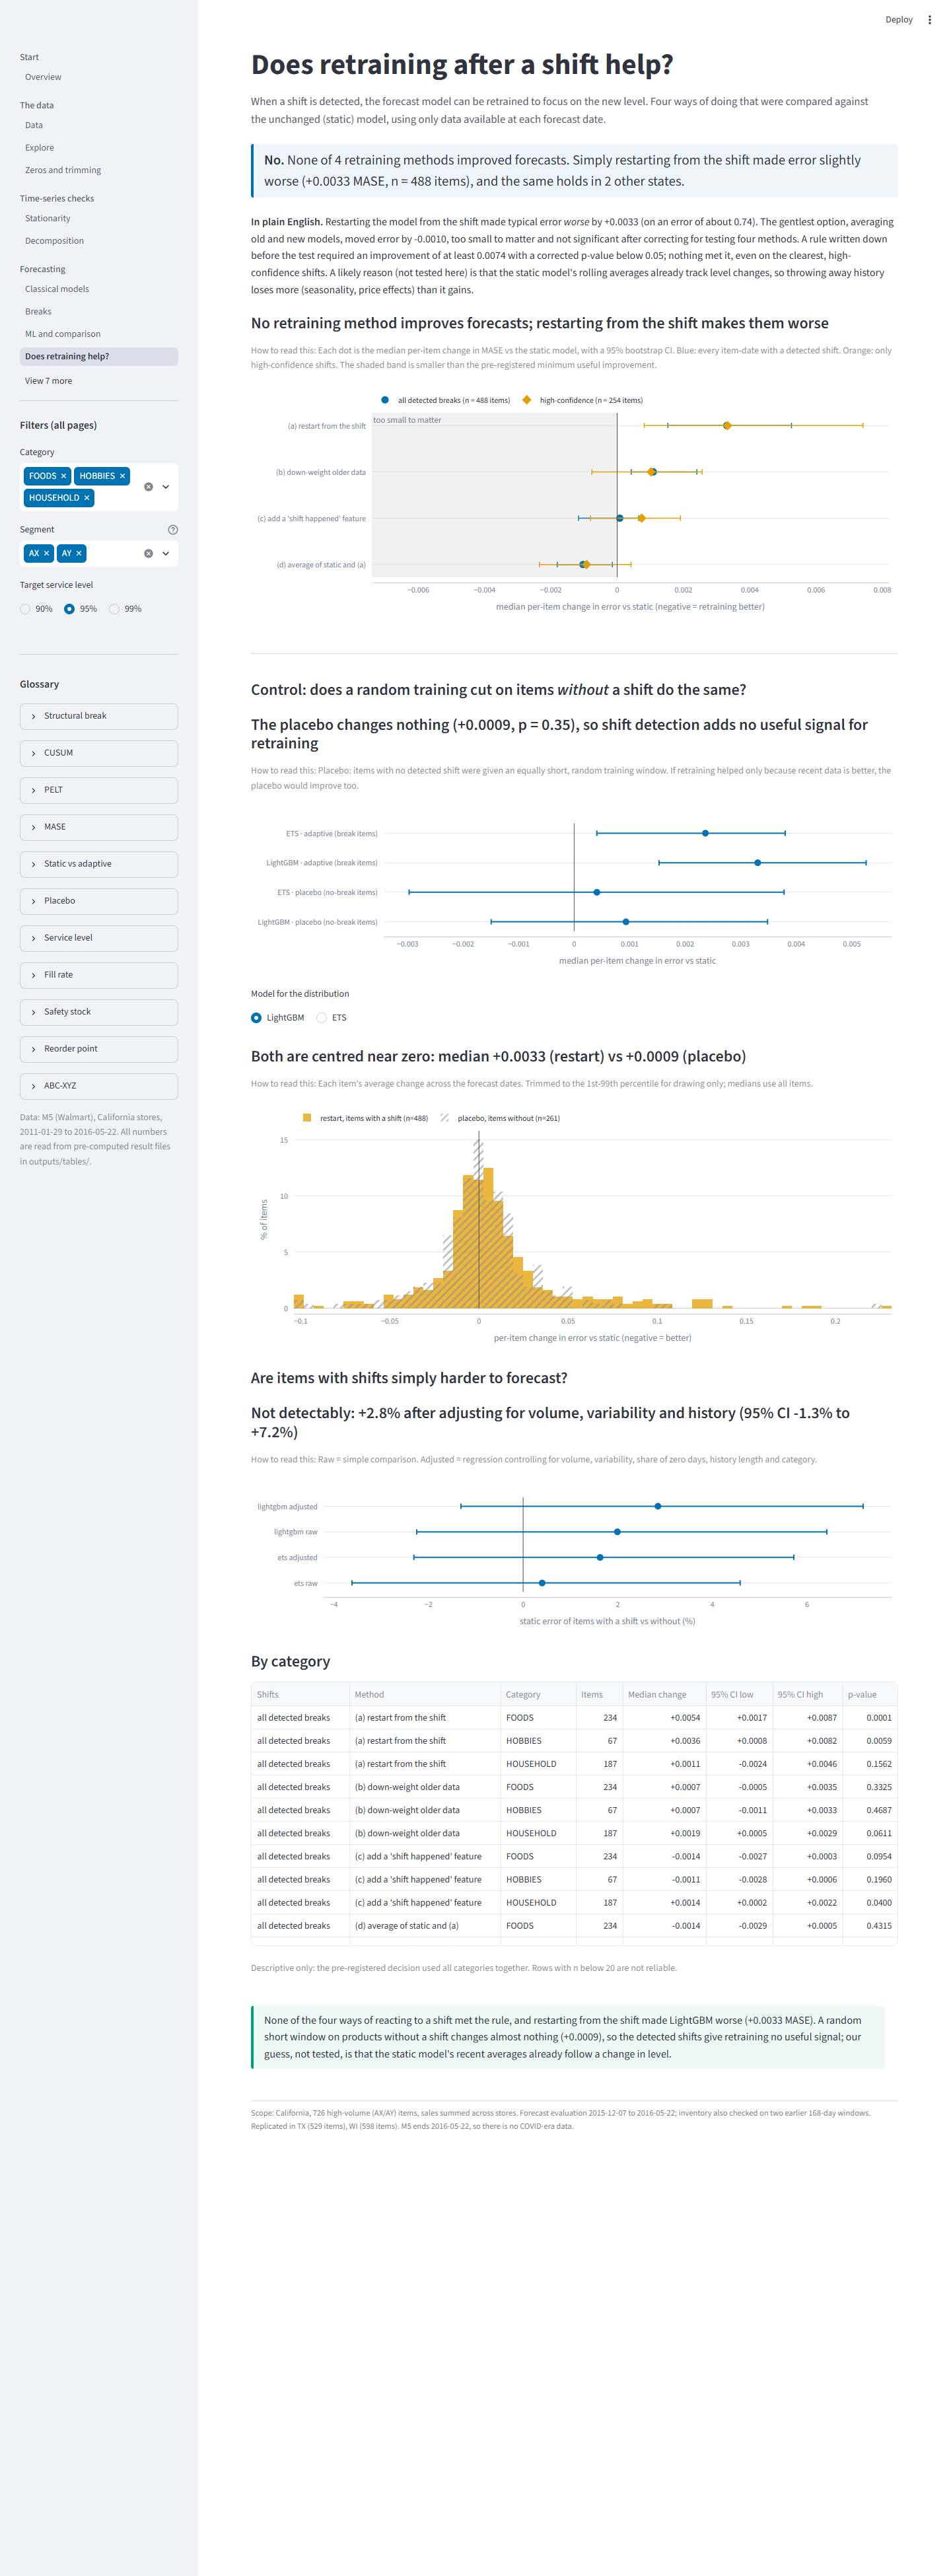 Deploy
Start
Overview
The data
Data
Explore
Zeros and trimming
Time-series checks
Stationarity
Decomposition
Forecasting
Classical models
Breaks
ML and comparison
Does retraining help?
View 7 more
Filters (all pages)
Category
FOODS × HOBBIES ×
HOUSEHOLD ×
Segment
AX × AY ×
Target service level
90% 95% 99%
Glossary
Structural break
CUSUM
PELT
MASE
Static vs adaptive
Placebo
Service level
Fill rate
Safety stock
Reorder point
ABC-XYZ
Data: M5 (Walmart), California stores,
2011-01-29 to 2016-05-22. All numbers
are read from pre-computed result files
in outputs/tables/.
Does retraining after a shift help?
When a shift is detected, the forecast model can be retrained to focus on the new level. Four ways of doing that were compared against
the unchanged (static) model, using only data available at each forecast date.
No. None of 4 retraining methods improved forecasts. Simply restarting from the shift made error slightly
worse (+0.0033 MASE, n = 488 items), and the same holds in 2 other states.
In plain English. Restarting the model from the shift made typical error worse by +0.0033 (on an error of about 0.74). The gentlest option, averaging
old and new models, moved error by -0.0010, too small to matter and not significant after correcting for testing four methods. A rule written down
before the test required an improvement of at least 0.0074 with a corrected p-value below 0.05; nothing met it, even on the clearest, high-
confidence shifts. A likely reason (not tested here) is that the static model's rolling averages already track level changes, so throwing away history
loses more (seasonality, price effects) than it gains.
No retraining method improves forecasts; restarting from the shift makes them worse
How to read this: Each dot is the median per-item change in MASE vs the static model, with a 95% bootstrap CI. Blue: every item-date with a detected shift. Orange: only
high-confidence shifts. The shaded band is smaller than the pre-registered minimum useful improvement.
all detected breaks (n = 488 items) high-confidence (n = 254 items)
too small to matter
(a) restart from the shift
(b) down-weight older data
(c) add a 'shift happened' feature
(d) average of static and (a)
−0.006 −0.004 −0.002 0 0.002 0.004 0.006 0.008
median per-item change in error vs static (negative = retraining better)
Control: does a random training cut on items without a shift do the same?
The placebo changes nothing (+0.0009, p = 0.35), so shift detection adds no useful signal for
retraining
How to read this: Placebo: items with no detected shift were given an equally short, random training window. If retraining helped only because recent data is better, the
placebo would improve too.
ETS · adaptive (break items)
LightGBM · adaptive (break items)
ETS · placebo (no-break items)
LightGBM · placebo (no-break items)
−0.003 −0.002 −0.001 0 0.001 0.002 0.003 0.004 0.005
median per-item change in error vs static
Model for the distribution
LightGBM ETS
Both are centred near zero: median +0.0033 (restart) vs +0.0009 (placebo)
How to read this: Each item's average change across the forecast dates. Trimmed to the 1st-99th percentile for drawing only; medians use all items.
restart, items with a shift (n=488) placebo, items without (n=261)
15
10
5
0
% of items
−0.1 −0.05 0 0.05 0.1 0.15 0.2
per-item change in error vs static (negative = better)
Are items with shifts simply harder to forecast?
Not detectably: +2.8% after adjusting for volume, variability and history (95% CI -1.3% to
+7.2%)
How to read this: Raw = simple comparison. Adjusted = regression controlling for volume, variability, share of zero days, history length and category.
lightgbm adjusted
lightgbm raw
ets adjusted
ets raw
−4 −2 0 2 4 6
static error of items with a shift vs without (%)
By category
Shifts Method Category Items Median change 95% CI low 95% CI high p-value
all detected breaks (a) restart from the shift FOODS 234 +0.0054 +0.0017 +0.0087 0.0001
all detected breaks (a) restart from the shift HOBBIES 67 +0.0036 +0.0008 +0.0082 0.0059
all detected breaks (a) restart from the shift HOUSEHOLD 187 +0.0011 -0.0024 +0.0046 0.1562
all detected breaks (b) down-weight older data FOODS 234 +0.0007 -0.0005 +0.0035 0.3325
all detected breaks (b) down-weight older data HOBBIES 67 +0.0007 -0.0011 +0.0033 0.4687
all detected breaks (b) down-weight older data HOUSEHOLD 187 +0.0019 +0.0005 +0.0029 0.0611
all detected breaks (c) add a 'shift happened' feature FOODS 234 -0.0014 -0.0027 +0.0003 0.0954
all detected breaks (c) add a 'shift happened' feature HOBBIES 67 -0.0011 -0.0028 +0.0006 0.1960
all detected breaks (c) add a 'shift happened' feature HOUSEHOLD 187 +0.0014 +0.0002 +0.0022 0.0400
all detected breaks (d) average of static and (a) FOODS 234 -0.0014 -0.0029 +0.0005 0.4315
Descriptive only: the pre-registered decision used all categories together. Rows with n below 20 are not reliable.
None of the four ways of reacting to a shift met the rule, and restarting from the shift made LightGBM worse (+0.0033 MASE). A random
short window on products without a shift changes almost nothing (+0.0009), so the detected shifts give retraining no useful signal; our
guess, not tested, is that the static model's recent averages already follow a change in level.
Scope: California, 726 high-volume (AX/AY) items, sales summed across stores. Forecast evaluation 2015-12-07 to 2016-05-22; inventory also checked on two earlier 168-day windows.
Replicated in TX (529 items), WI (598 items). M5 ends 2016-05-22, so there is no COVID-era data.